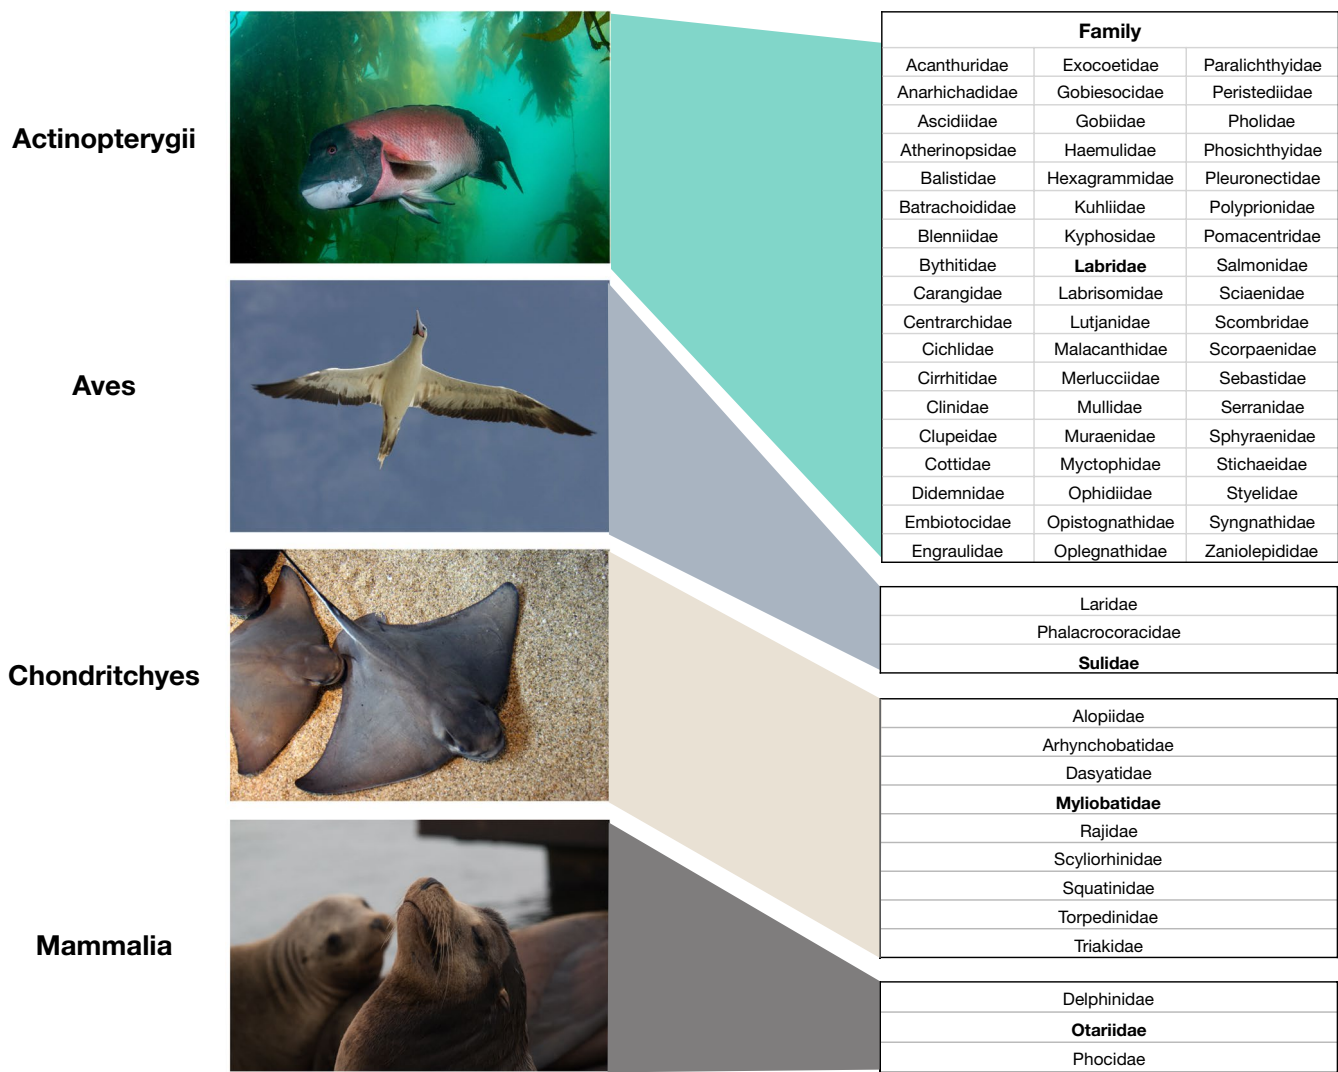 Family
Acanthuridae Exocoetidae Paralichthyidae
Anarhichadidae Gobiesocidae Peristediidae
Ascidiidae Gobiidae Pholidae
Actinopterygii
Atherinopsidae Haemulidae Phosichthyidae
Balistidae Hexagrammidae Pleuronectidae
Batrachoididae Kuhliidae Polyprionidae
Blenniidae Kyphosidae Pomacentridae
Bythitidae Labridae Salmonidae
Carangidae Labrisomidae Sciaenidae
Centrarchidae Lutjanidae Scombridae
Cichlidae Malacanthidae Scorpaenidae
Cirrhitidae Merlucciidae Sebastidae
Aves
Clinidae Mullidae Serranidae
Clupeidae Muraenidae Sphyraenidae
Cottidae Myctophidae Stichaeidae
Didemnidae Ophidiidae Styelidae
Embiotocidae Opistognathidae Syngnathidae
Engraulidae Oplegnathidae Zaniolepididae
Laridae
Phalacrocoracidae
Sulidae
Chondritchyes
Alopiidae
Arhynchobatidae
Dasyatidae
Myliobatidae
Rajidae
Scyliorhinidae
Squatinidae
Torpedinidae
Triakidae
Mammalia
Delphinidae
Otariidae
Phocidae